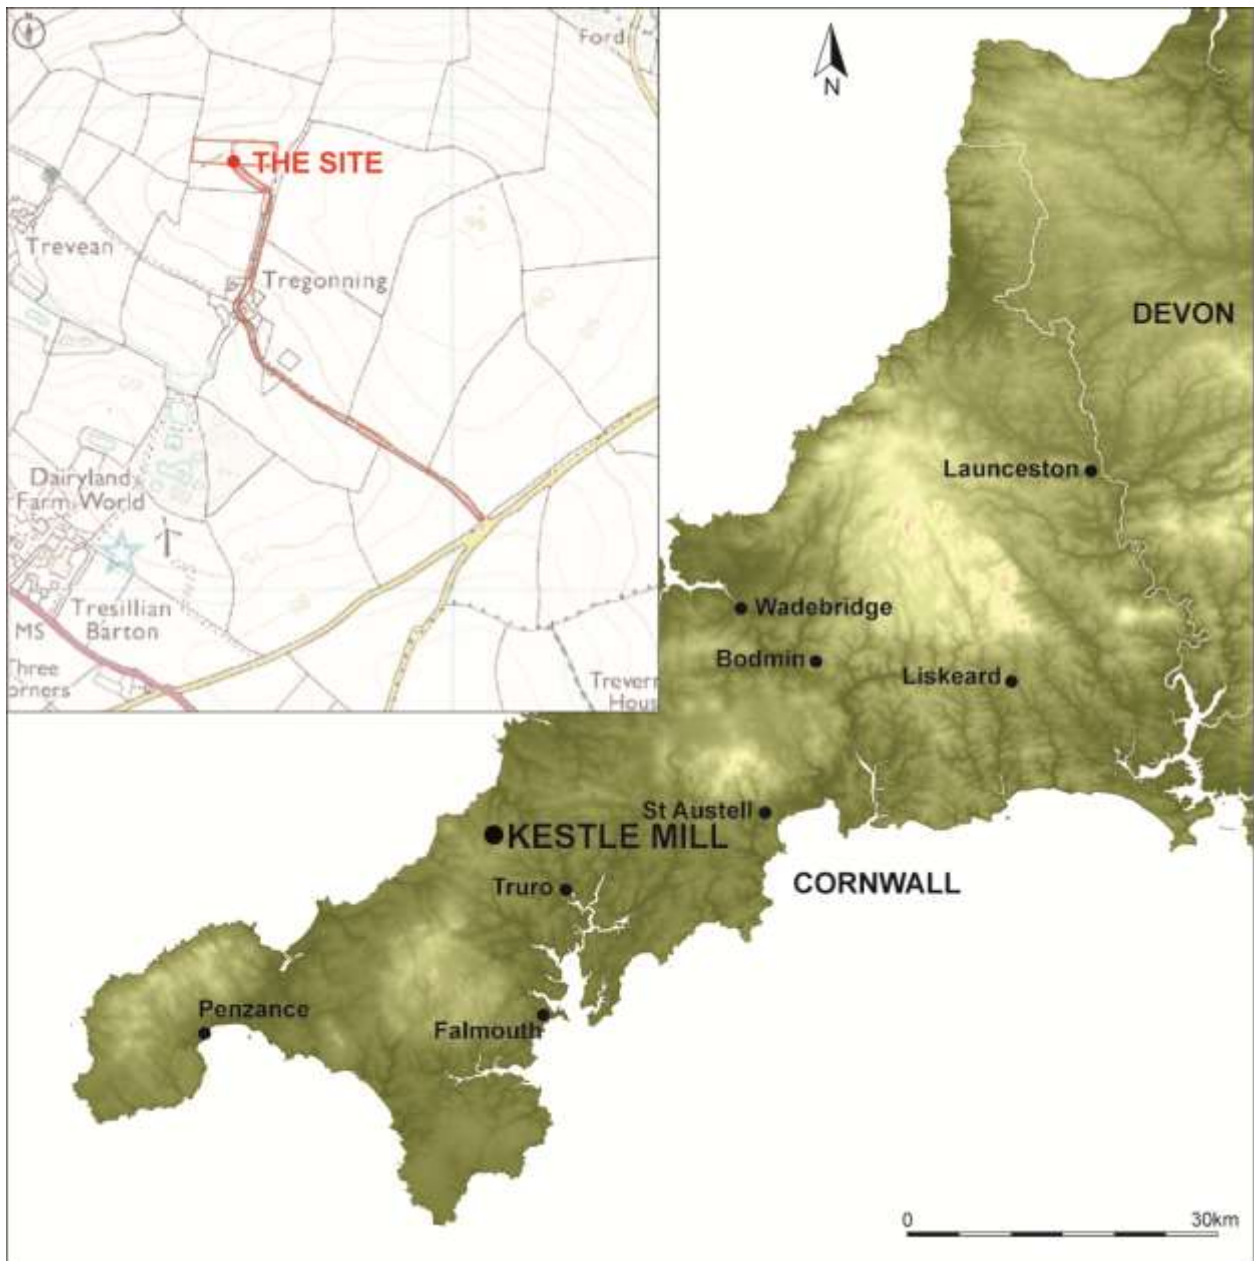 Ford
THE SITE
Trevean
Tregonning
Dairyland
Farm World
Tresillian
Barton
MS
Three
orners
Trever
Hous
N
DEVON
Launceston
Wadebridge
Bodmin
Liskeard
St Austell
KESTLE MILL
Truro
CORNWALL
Penzance
Falmouth
0 30km